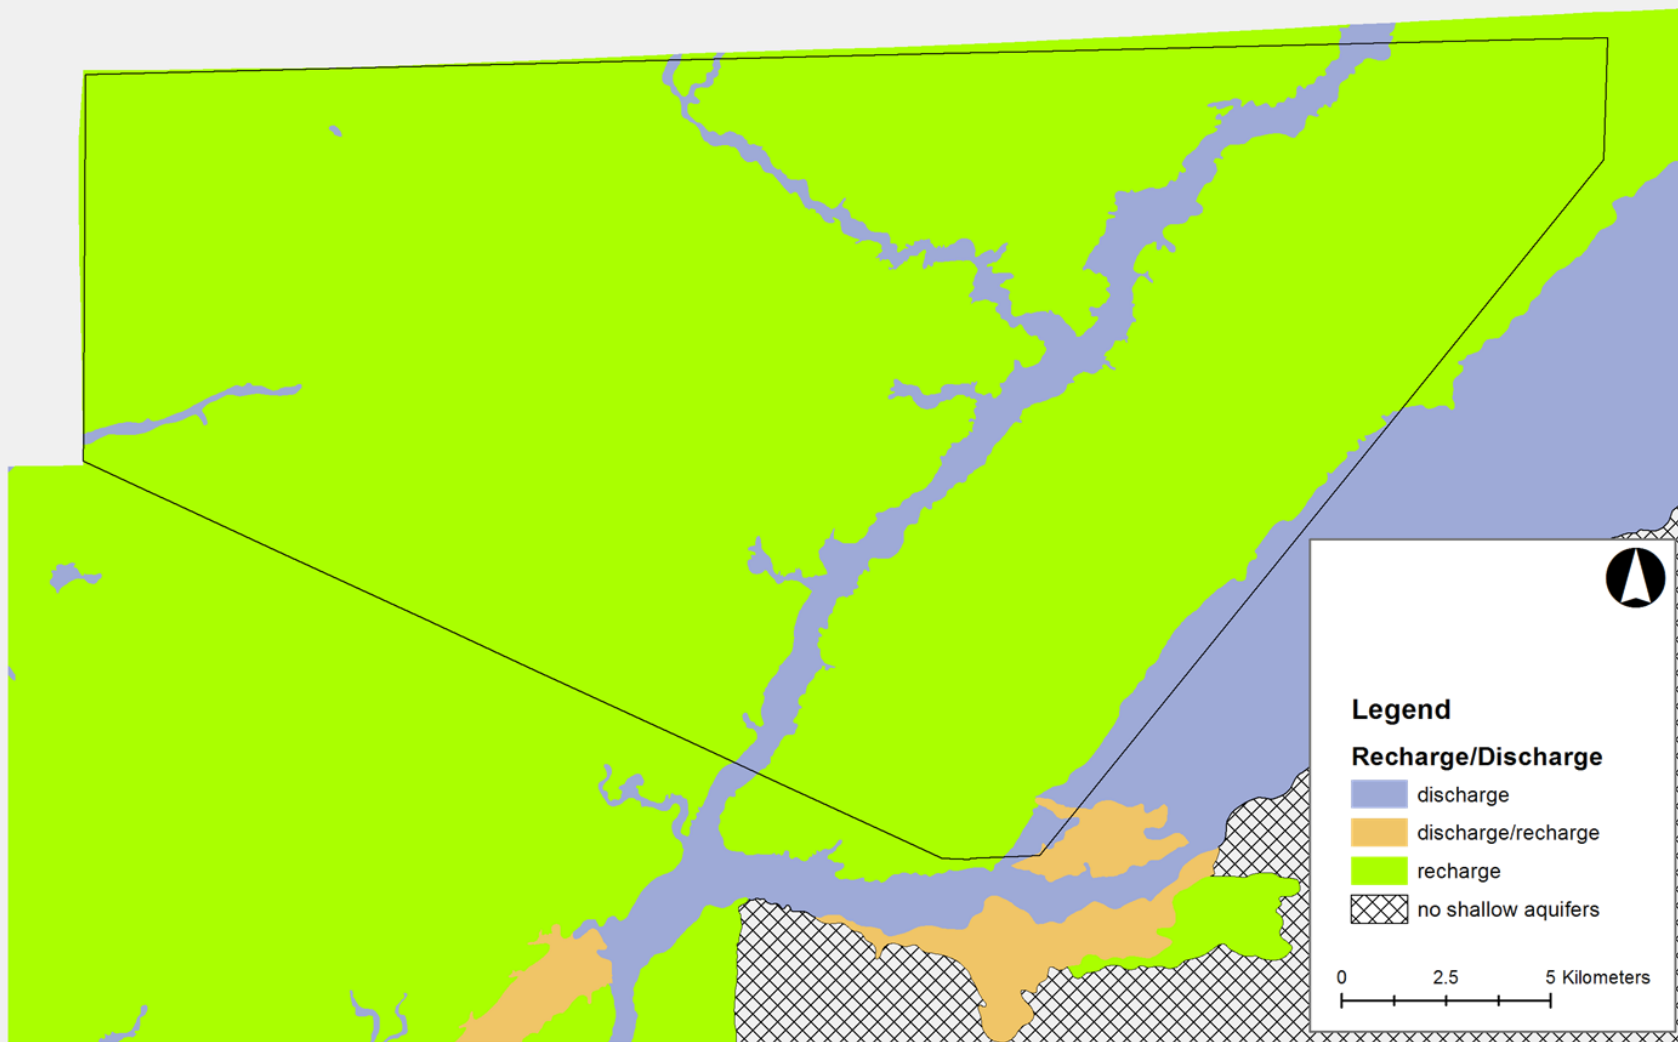 Legend
Recharge/Discharge
discharge
discharge/recharge
recharge
no shallow aquifers
0 2.5 5 Kilometers